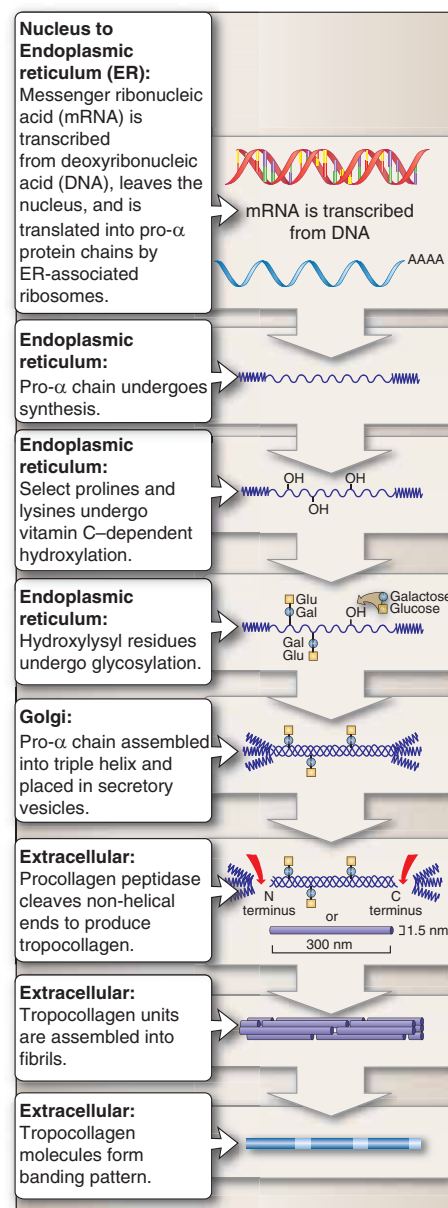 Nucleus to
Endoplasmic
reticulum (ER):
Messenger ribonucleic
acid (mRNA) is
transcribed
from deoxyribonucleic
acid (DNA), leaves the
nucleus, and is
translated into pro-α
protein chains by
ER-associated
ribosomes.
mRNA is transcribed
from DNA
AAAA
Endoplasmic
reticulum:
Pro-α chain undergoes
synthesis.
Endoplasmic
reticulum:
Select prolines and
lysines undergo
vitamin C–dependent
hydroxylation.
OH
OH
OH
Endoplasmic
reticulum:
Hydroxylysyl residues
undergo glycosylation.
Glu
Gal
OH
Galactose
Glucose
Gal
Glu
Golgi:
Pro-α chain assembled
into triple helix and
placed in secretory
vesicles.
Extracellular:
Procollagen peptidase
cleaves non-helical
ends to produce
tropocollagen.
N
terminus
C
terminus
or
1.5 nm
300 nm
Extracellular:
Tropocollagen units
are assembled into
fibrils.
Extracellular:
Tropocollagen
molecules form
banding pattern.